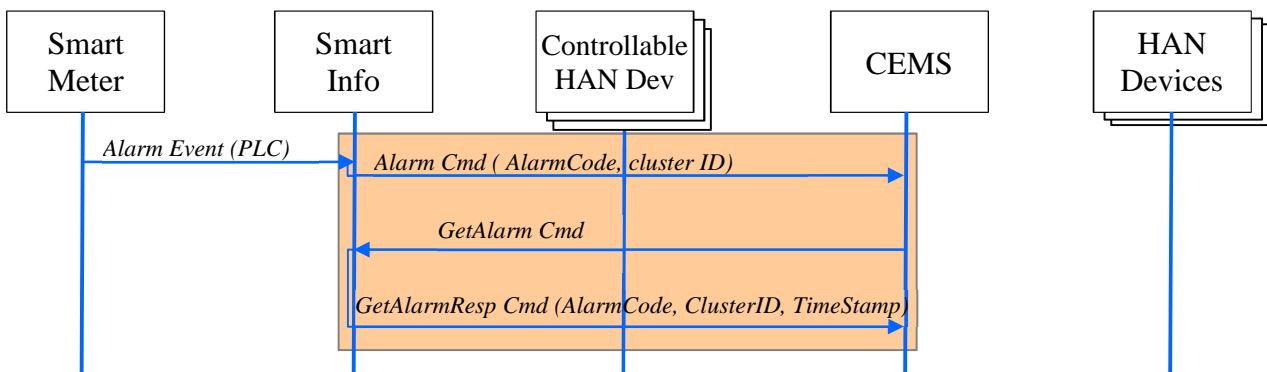 Smart
Meter
Smart
Info
Controllable
HAN Dev
CEMS
HAN
Devices
Alarm Event (PLC)
Alarm Cmd ( AlarmCode, cluster ID)
GetAlarm Cmd
GetAlarmResp Cmd (AlarmCode, ClusterID, TimeStamp)